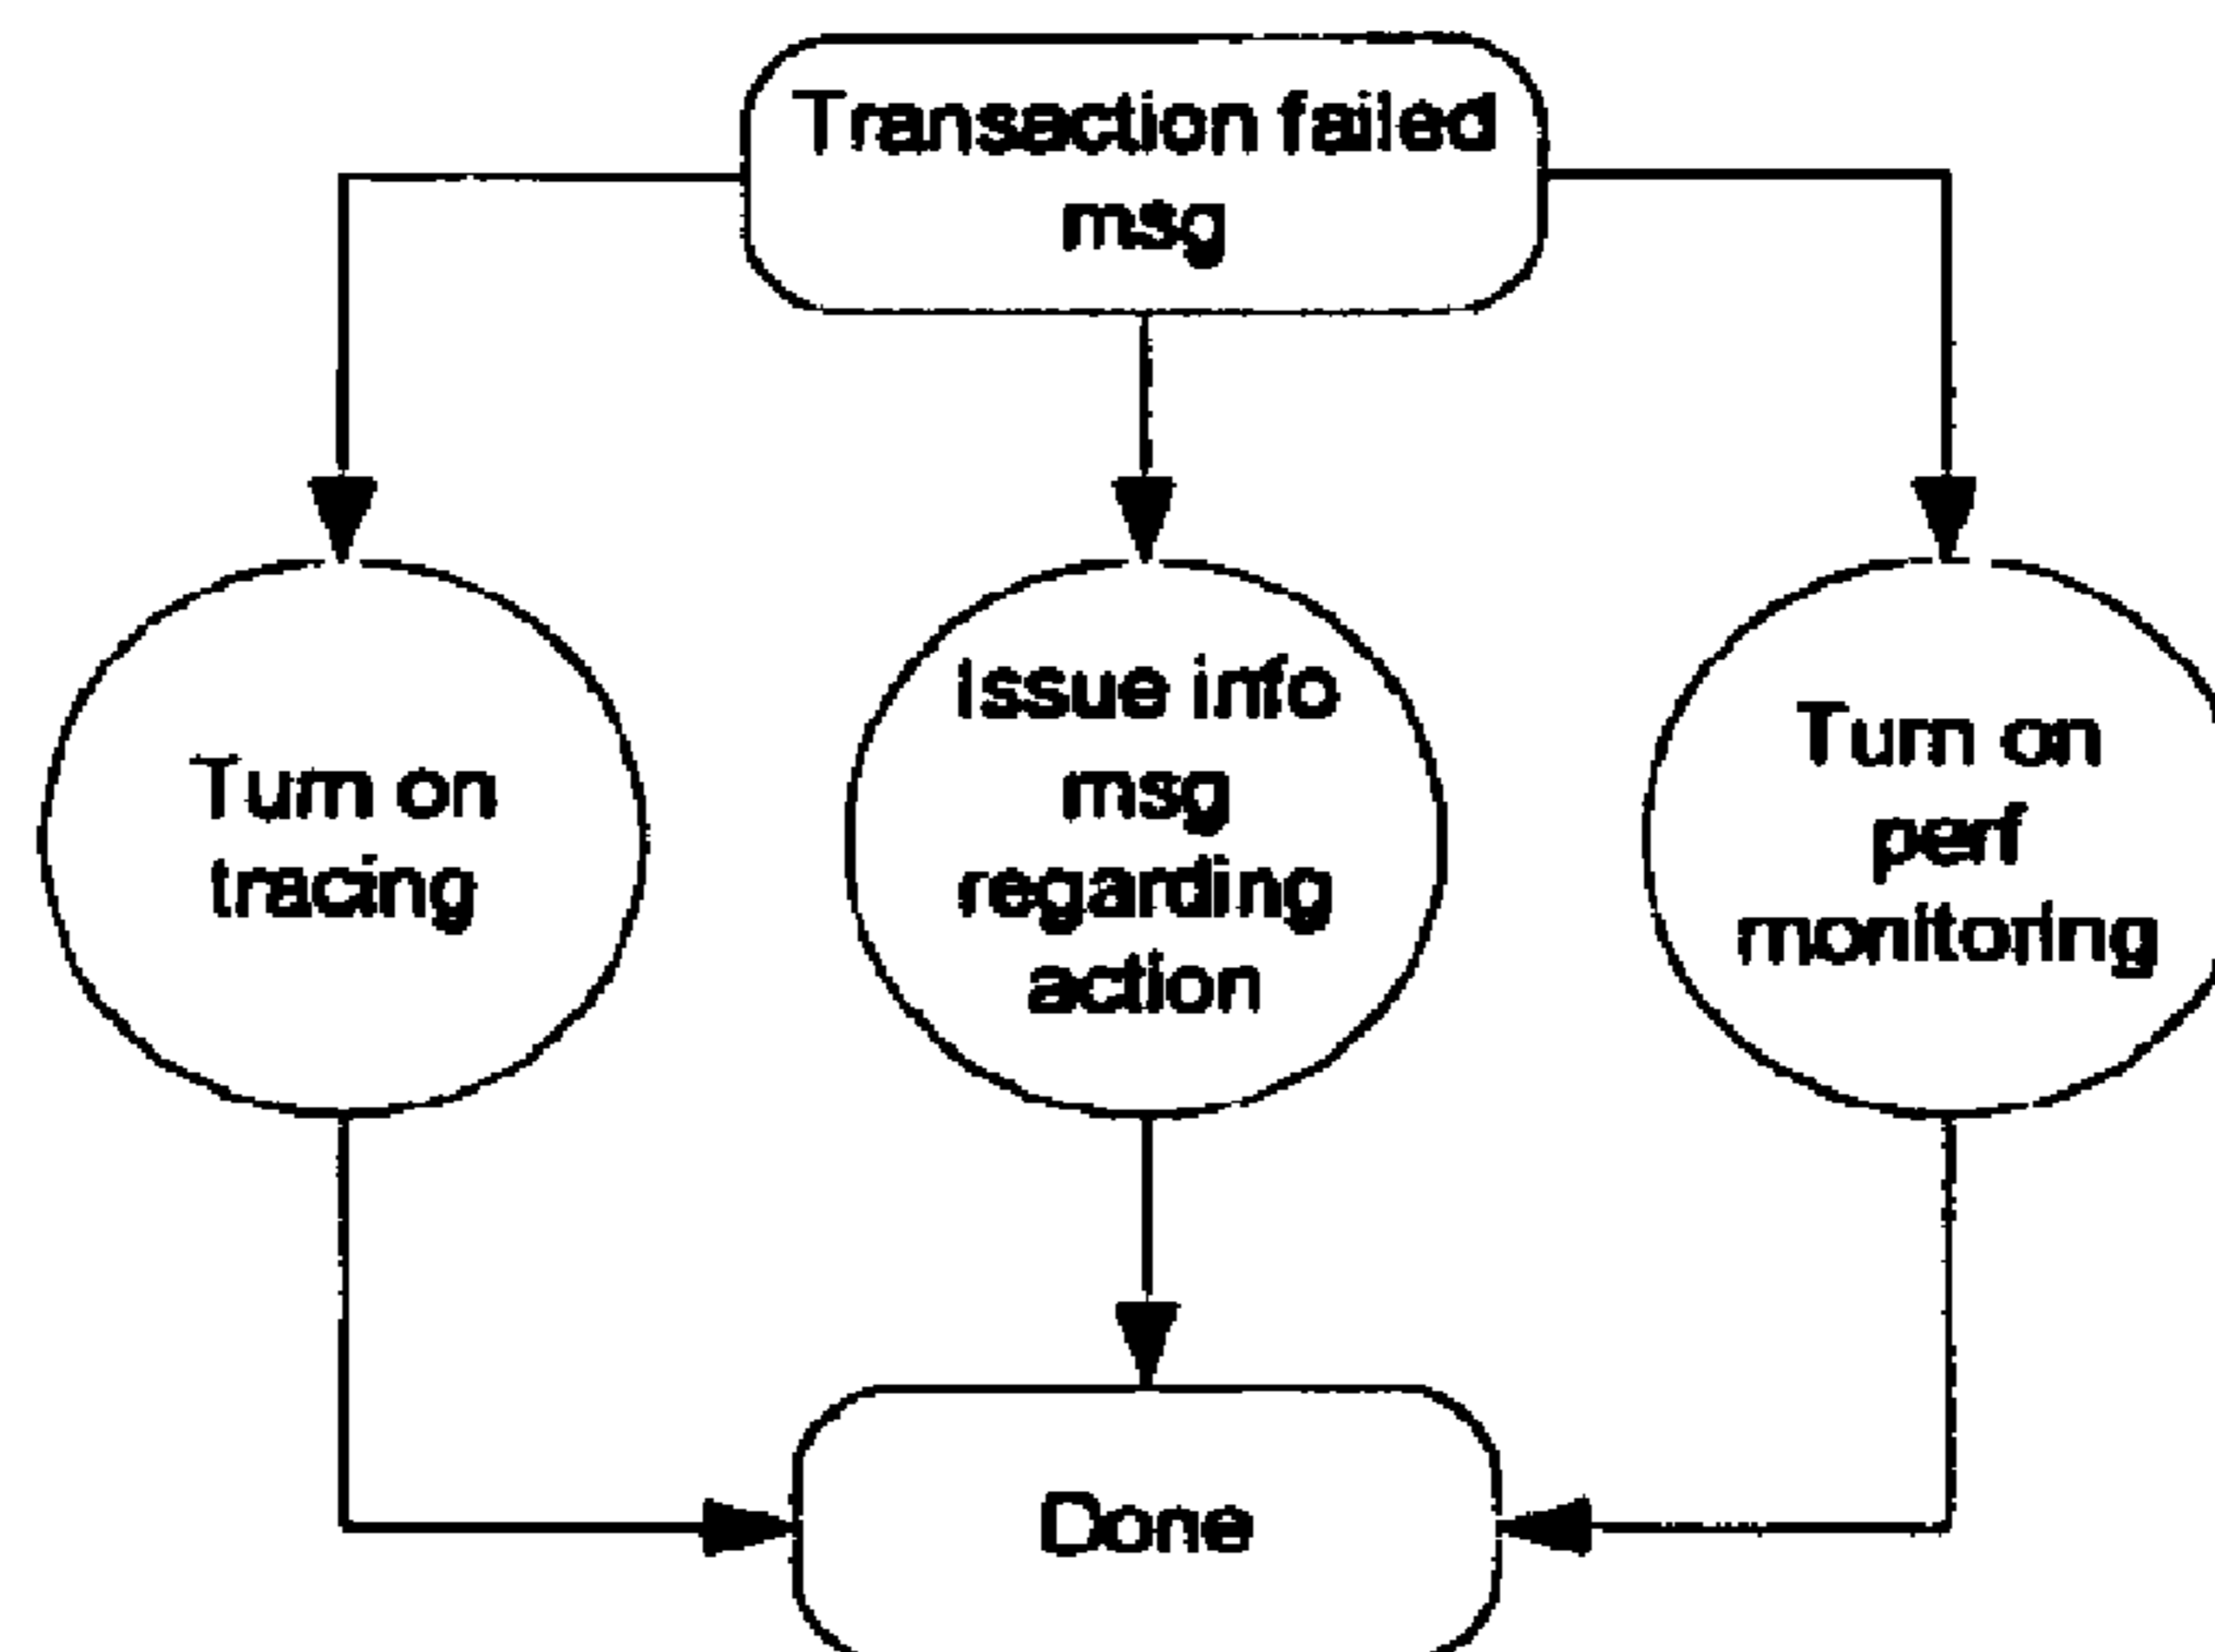 Transaction failed
msg
Turn on
tracing
Issue info
msg
regarding
action
Turn on
perf
monitoring
Done